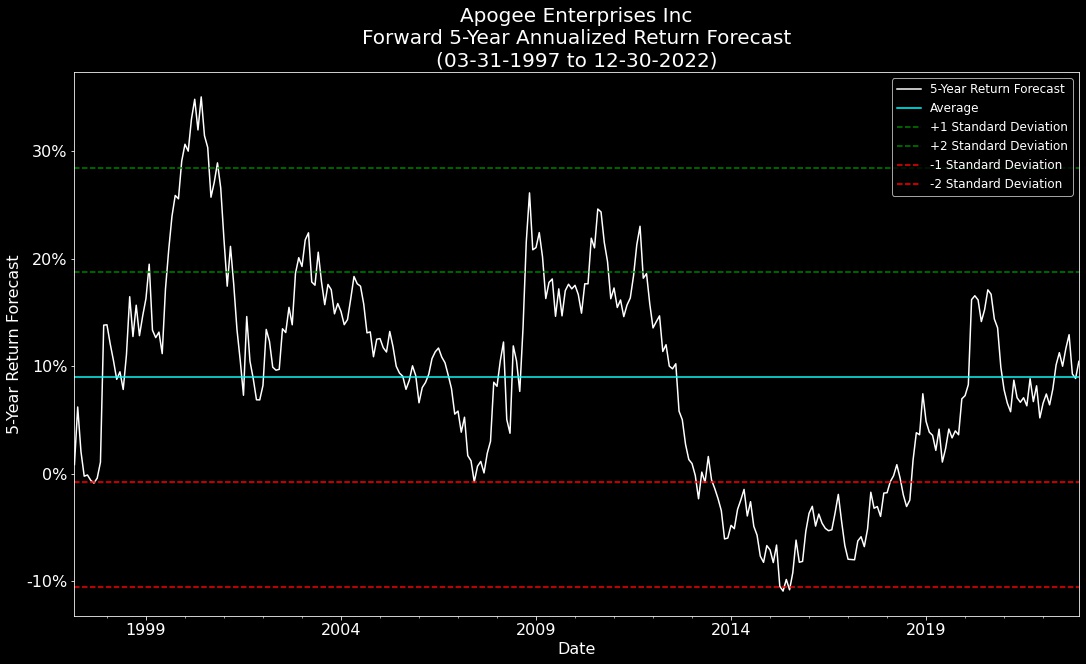 Apogee Enterprises Inc
Forward 5-Year Annualized Return Forecast
(03-31-1997 to 12-30-2022)
5-Year Return Forecast
Average
+1 Standard Deviation
+2 Standard Deviation
-1 Standard Deviation
-2 Standard Deviation
5-Year Return Forecast
30%
20%
10%
0%
-10%
1999
2004
2009
2014
2019
Date